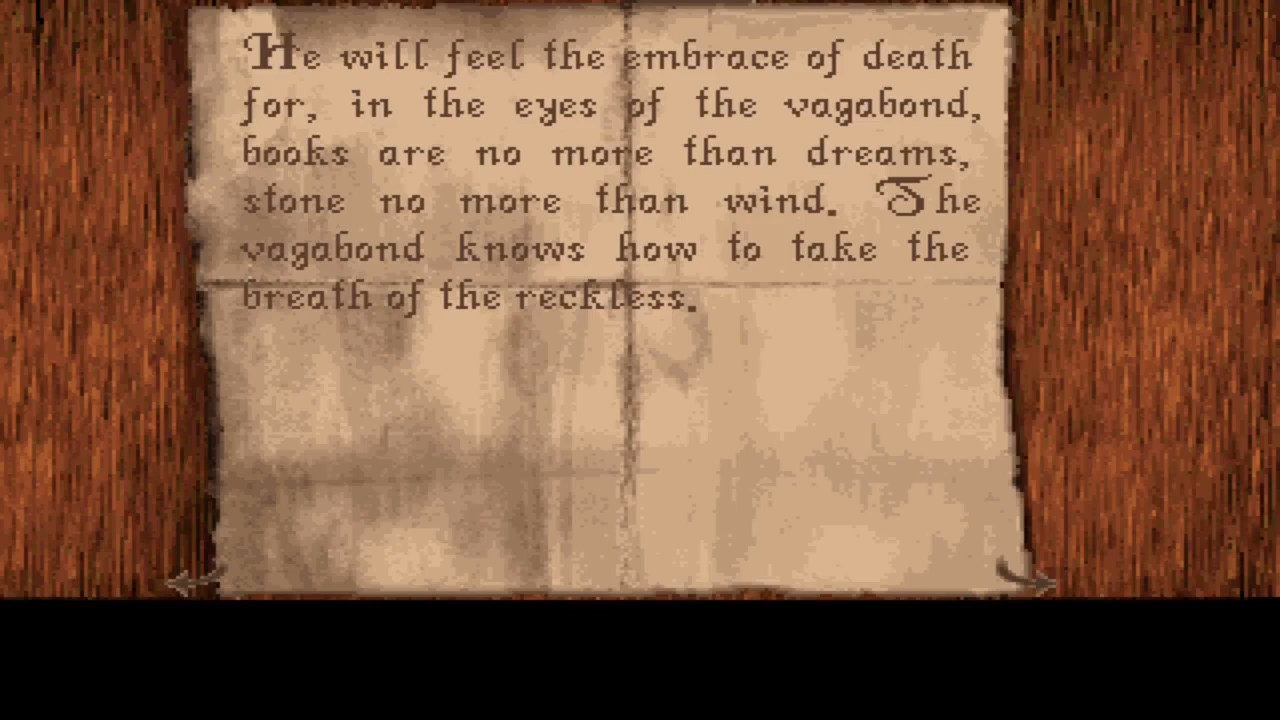 He will feel the embrace of death
for, in the eyes of the vagabond,
books are no more than dreams,
stone no more than wind. The
vagabond knows how to take the
breath of the reckless.